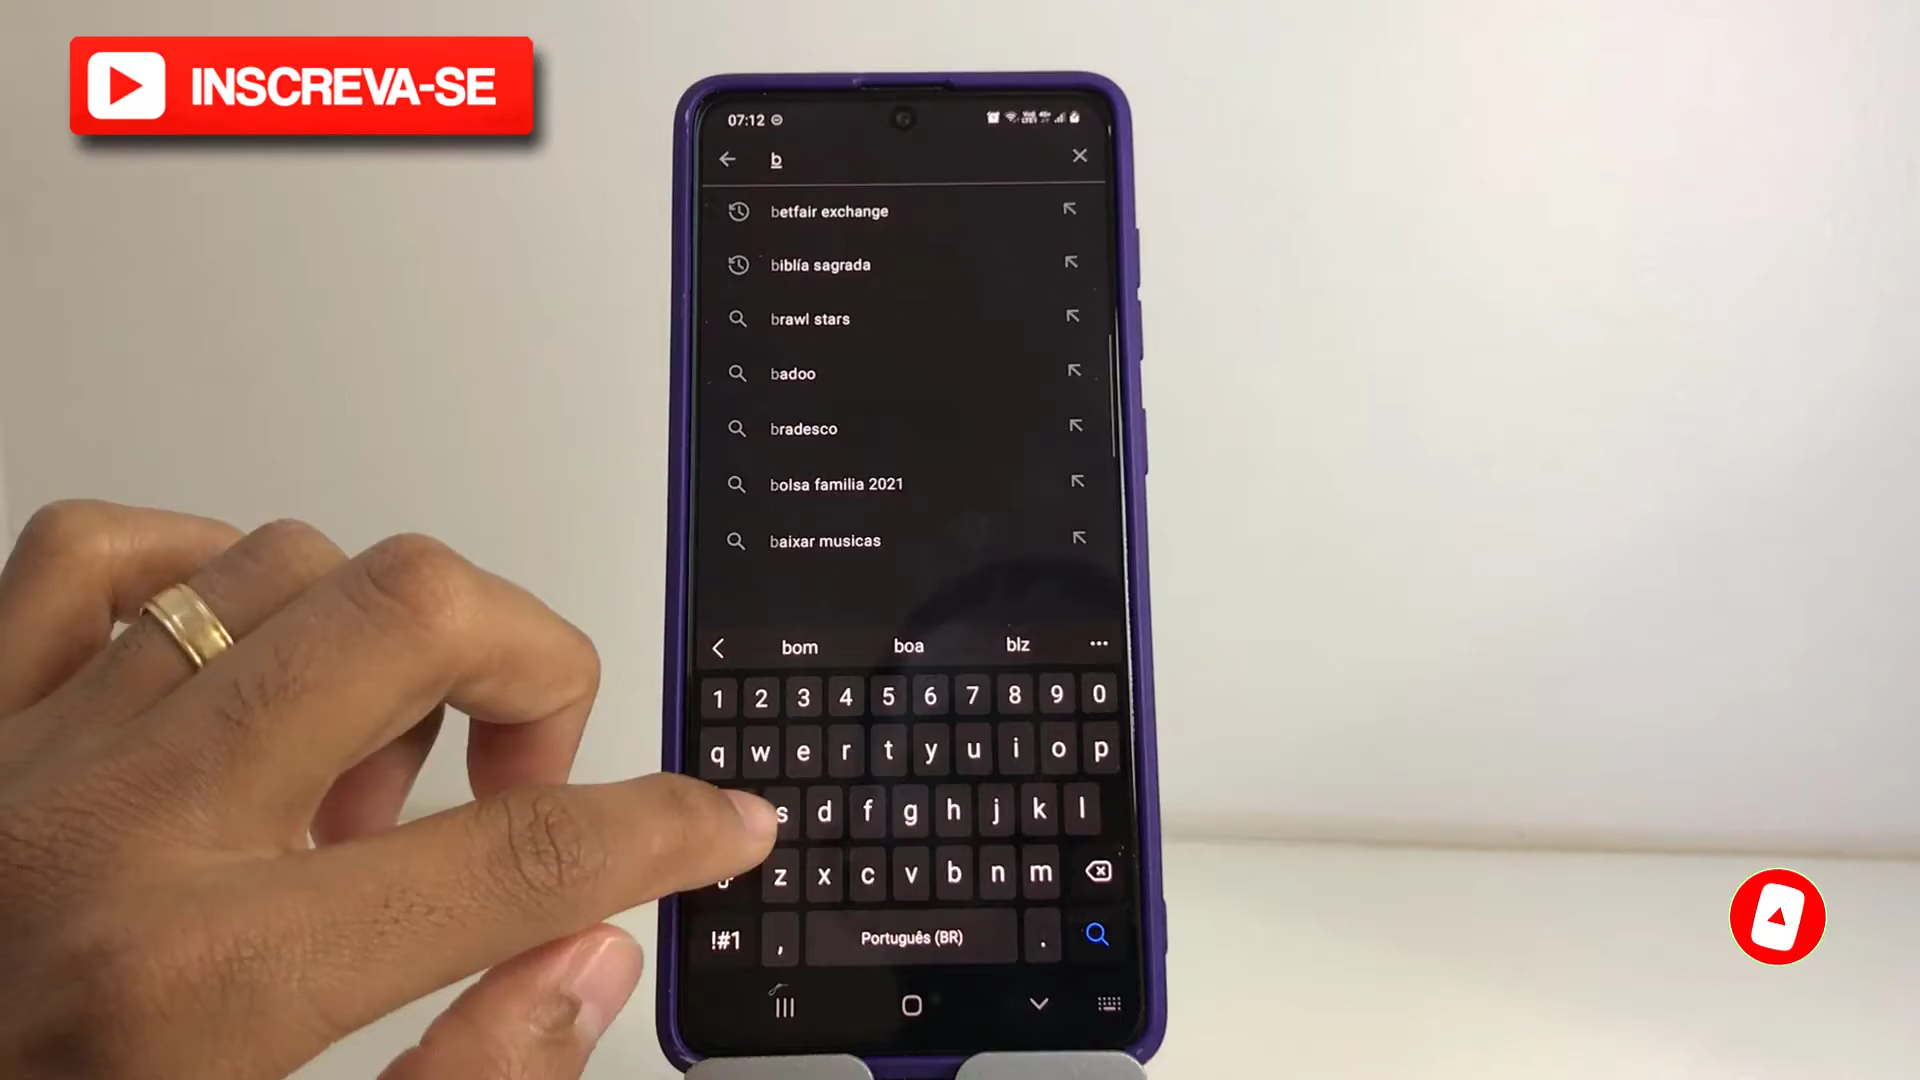 INSCREVA-SE
07:12
b
betfair exchange
biblía sagrada
brawl stars
badoo
bradesco
bolsa familia 2021
baixar musicas
bom boa blz
1 2 3 4 5 6 7 8 9 0
q w e r t y u i o p
s d f g h j k l
z x c v b n m
!#1 , Português (BR) .